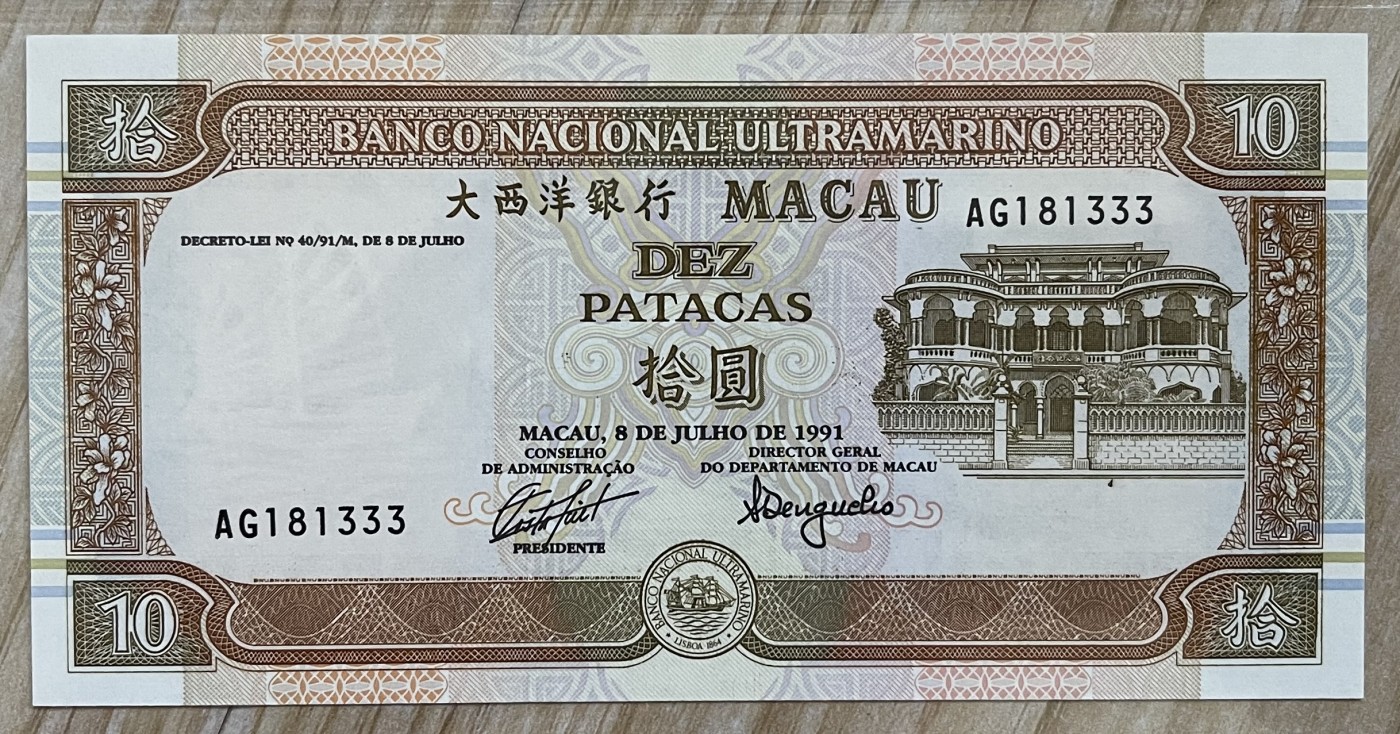 拾
BANCO NACIONAL ULTRAMARINO
10
大西洋銀行 MACAU
AG181333
DECRETO-LEI Nº 40/91/M, DE 8 DE JULHO
DEZ
PATACAS
拾圓
MACAU, 8 DE JULHO DE 1991
CONSELHO
DE ADMINISTRAÇÃO
DIRECTOR GERAL
DO DEPARTAMENTO DE MACAU
AG181333
PRESIDENTE
10
BANCO NACIONAL ULTRAMARINO
LISBOA 1864
拾